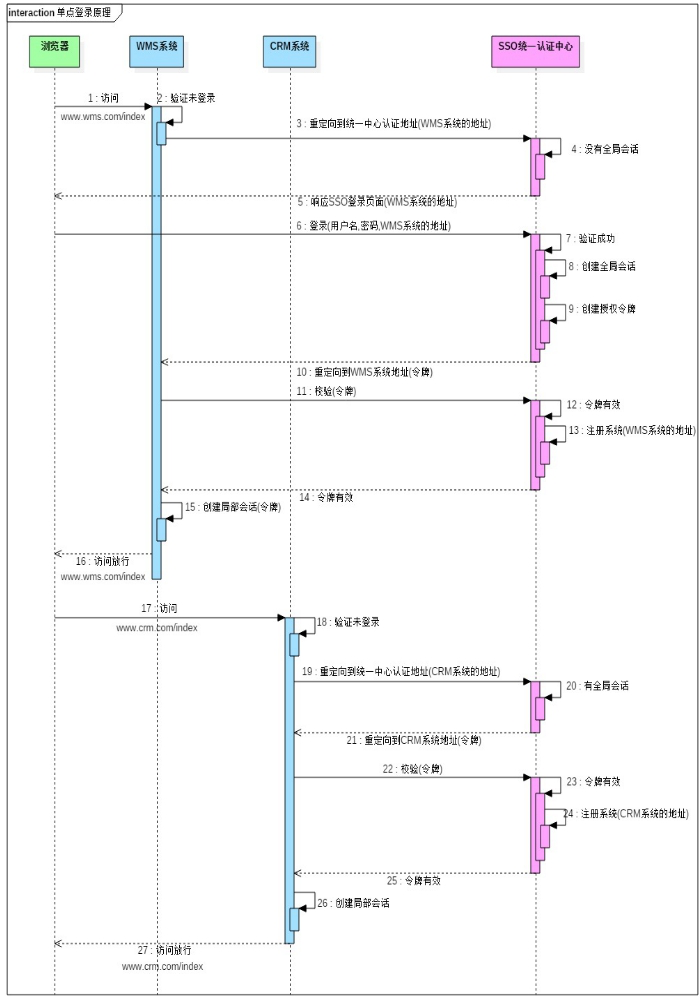 interaction 单点登录原理
浏览器
WMS系统
CRM系统
SSO统一认证中心
1 : 访问
www.wms.com/index
2 : 验证未登录
3 : 重定向到统一中心认证地址(WMS系统的地址)
4 : 没有全局会话
5 : 响应SSO登录页面(WMS系统的地址)
6 : 登录(用户名,密码,WMS系统的地址)
7 : 验证成功
8 : 创建全局会话
9 : 创建授权令牌
10 : 重定向到WMS系统地址(令牌)
11 : 校验(令牌)
12 : 令牌有效
13 : 注册系统(WMS系统的地址)
14 : 令牌有效
15 : 创建局部会话(令牌)
16 : 访问放行
www.wms.com/index
17 : 访问
www.crm.com/index
18 : 验证未登录
19 : 重定向到统一中心认证地址(CRM系统的地址)
20 : 有全局会话
21 : 重定向到CRM系统地址(令牌)
22 : 校验(令牌)
23 : 令牌有效
24 : 注册系统(CRM系统的地址)
25 : 令牌有效
26 : 创建局部会话
27 : 访问放行
www.crm.com/index